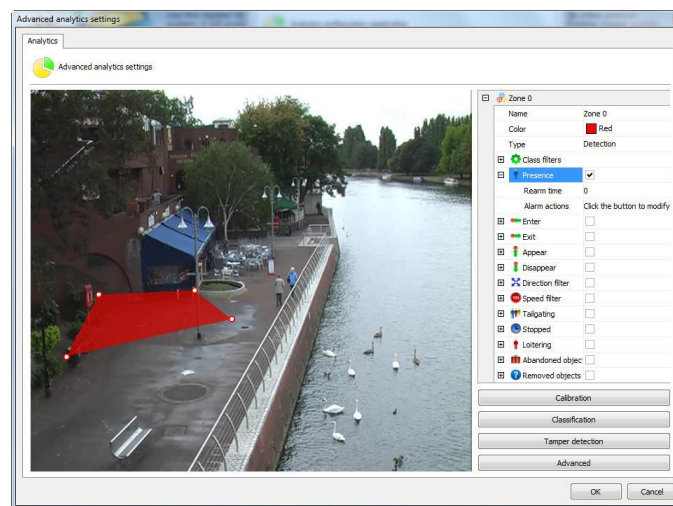 Advanced analytics settings
Analytics
Advanced analytics settings
Zone 0
Name Zone 0
Color Red
Type Detection
Class filters
Presence
Rearm time 0
Alarm actions Click the button to modify
Enter
Exit
Appear
Disappear
Direction filter
Speed filter
Tailgating
Stopped
Loitering
Abandoned objec
Removed objects
Calibration
Classification
Tamper detection
Advanced
OK Cancel